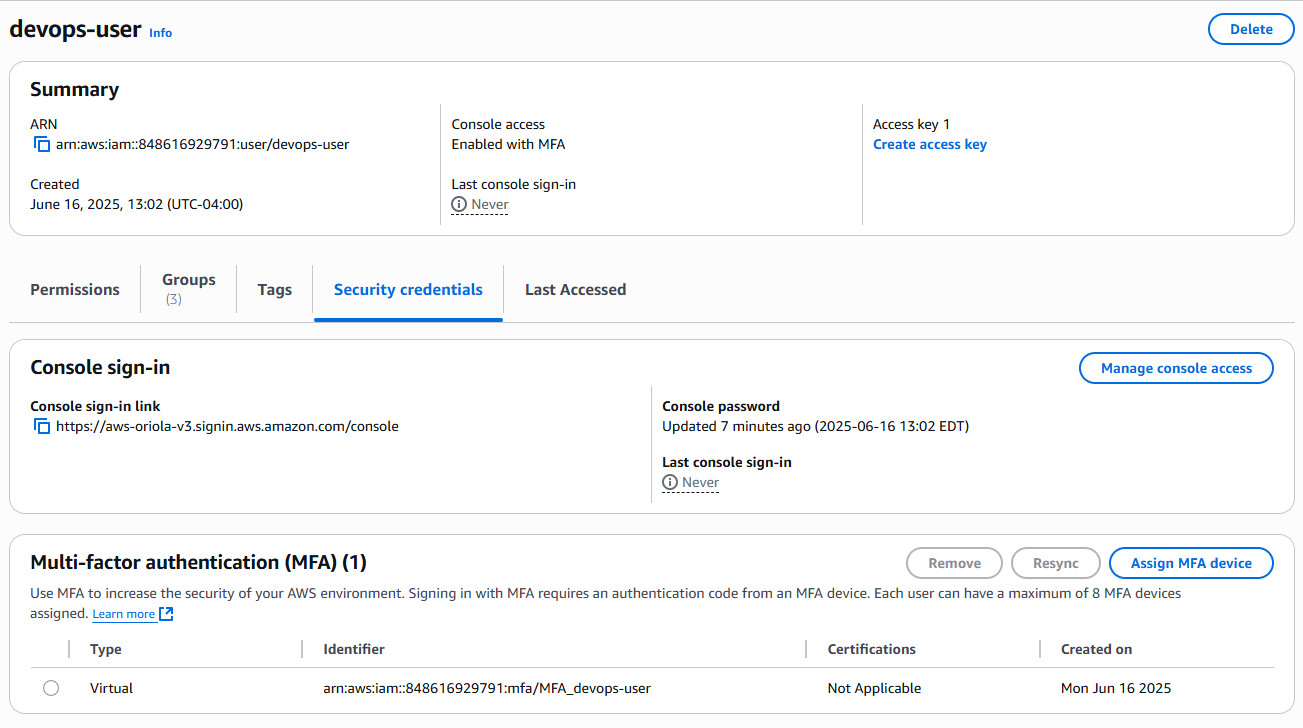 devops-user Info
Delete
Summary
ARN
arn:aws:iam::848616929791:user/devops-user
Created
June 16, 2025, 13:02 (UTC-04:00)
Console access
Enabled with MFA
Last console sign-in
Never
Access key 1
Create access key
Permissions
Groups
(3)
Tags
Security credentials
Last Accessed
Console sign-in
Manage console access
Console sign-in link
https://aws-oriola-v3.signin.aws.amazon.com/console
Console password
Updated 7 minutes ago (2025-06-16 13:02 EDT)
Last console sign-in
Never
Multi-factor authentication (MFA) (1)
Remove
Resync
Assign MFA device
Use MFA to increase the security of your AWS environment. Signing in with MFA requires an authentication code from an MFA device. Each user can have a maximum of 8 MFA devices
assigned. Learn more
Type Identifier Certifications Created on
Virtual arn:aws:iam::848616929791:mfa/MFA_devops-user Not Applicable Mon Jun 16 2025